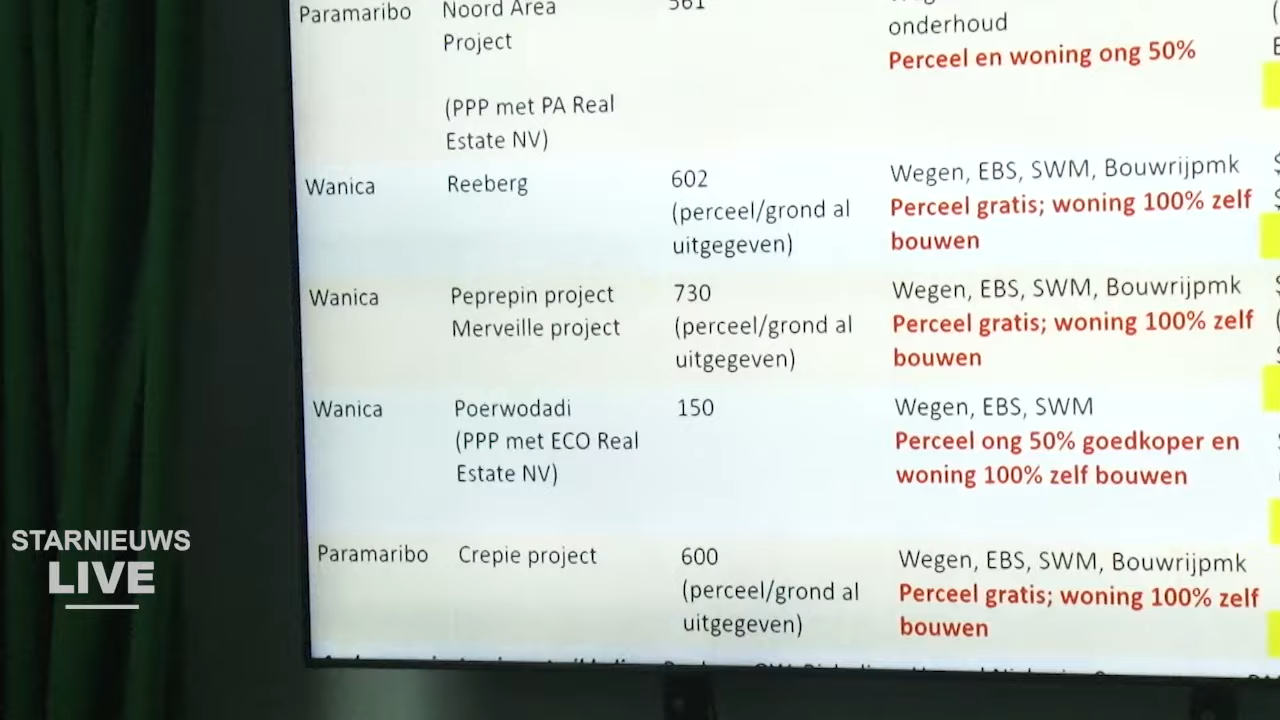 Paramaribo
Noord Area
Project
(PPP met PA Real
Estate NV)
561
onderhoud
Perceel en woning ong 50%
Wanica
Reeberg
602
(perceel/grond al
uitgegeven)
Wegen, EBS, SWM, Bouwrijpmk
Perceel gratis; woning 100% zelf
bouwen
Wanica
Peprepin project
Merveille project
730
(perceel/grond al
uitgegeven)
Wegen, EBS, SWM, Bouwrijpmk
Perceel gratis; woning 100% zelf
bouwen
Wanica
Poerwodadi
(PPP met ECO Real
Estate NV)
150
Wegen, EBS, SWM
Perceel ong 50% goedkoper en
woning 100% zelf bouwen
Paramaribo
Crepie project
600
(perceel/grond al
uitgegeven)
Wegen, EBS, SWM, Bouwrijpmk
Perceel gratis; woning 100% zelf
bouwen
STARNIEUWS
LIVE